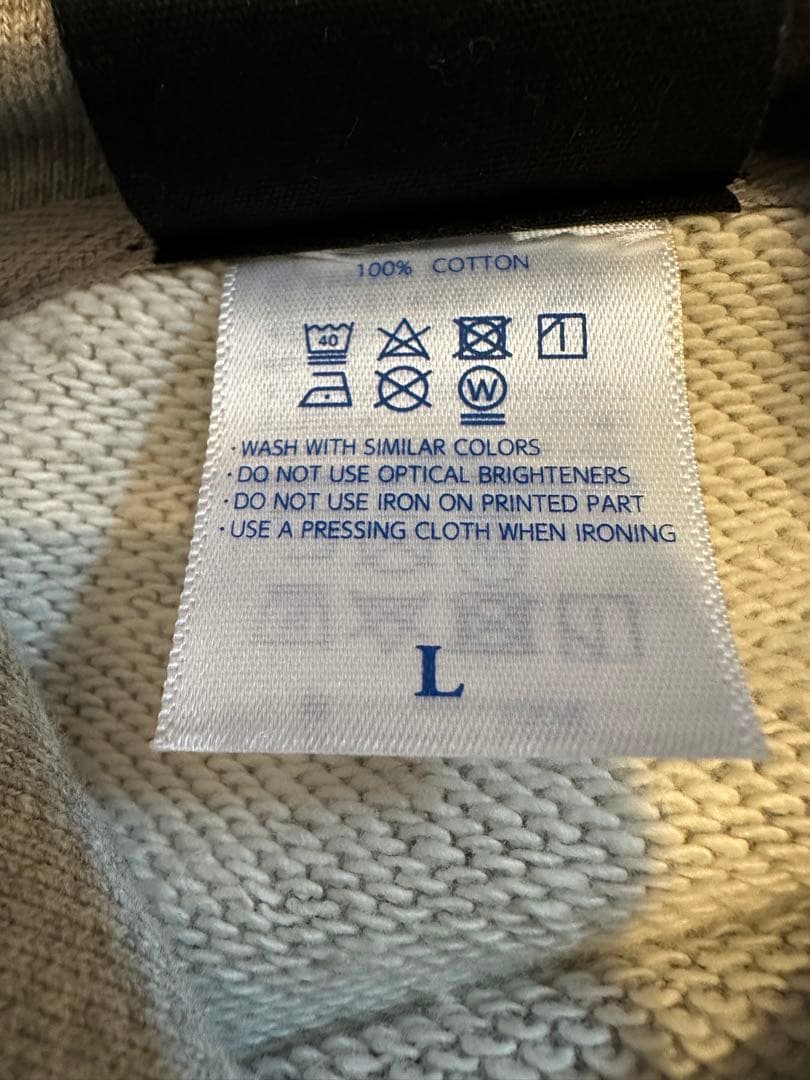 100% COTTON
40
W
·WASH WITH SIMILAR COLORS
·DO NOT USE OPTICAL BRIGHTENERS
·DO NOT USE IRON ON PRINTED PART
·USE A PRESSING CLOTH WHEN IRONING
L